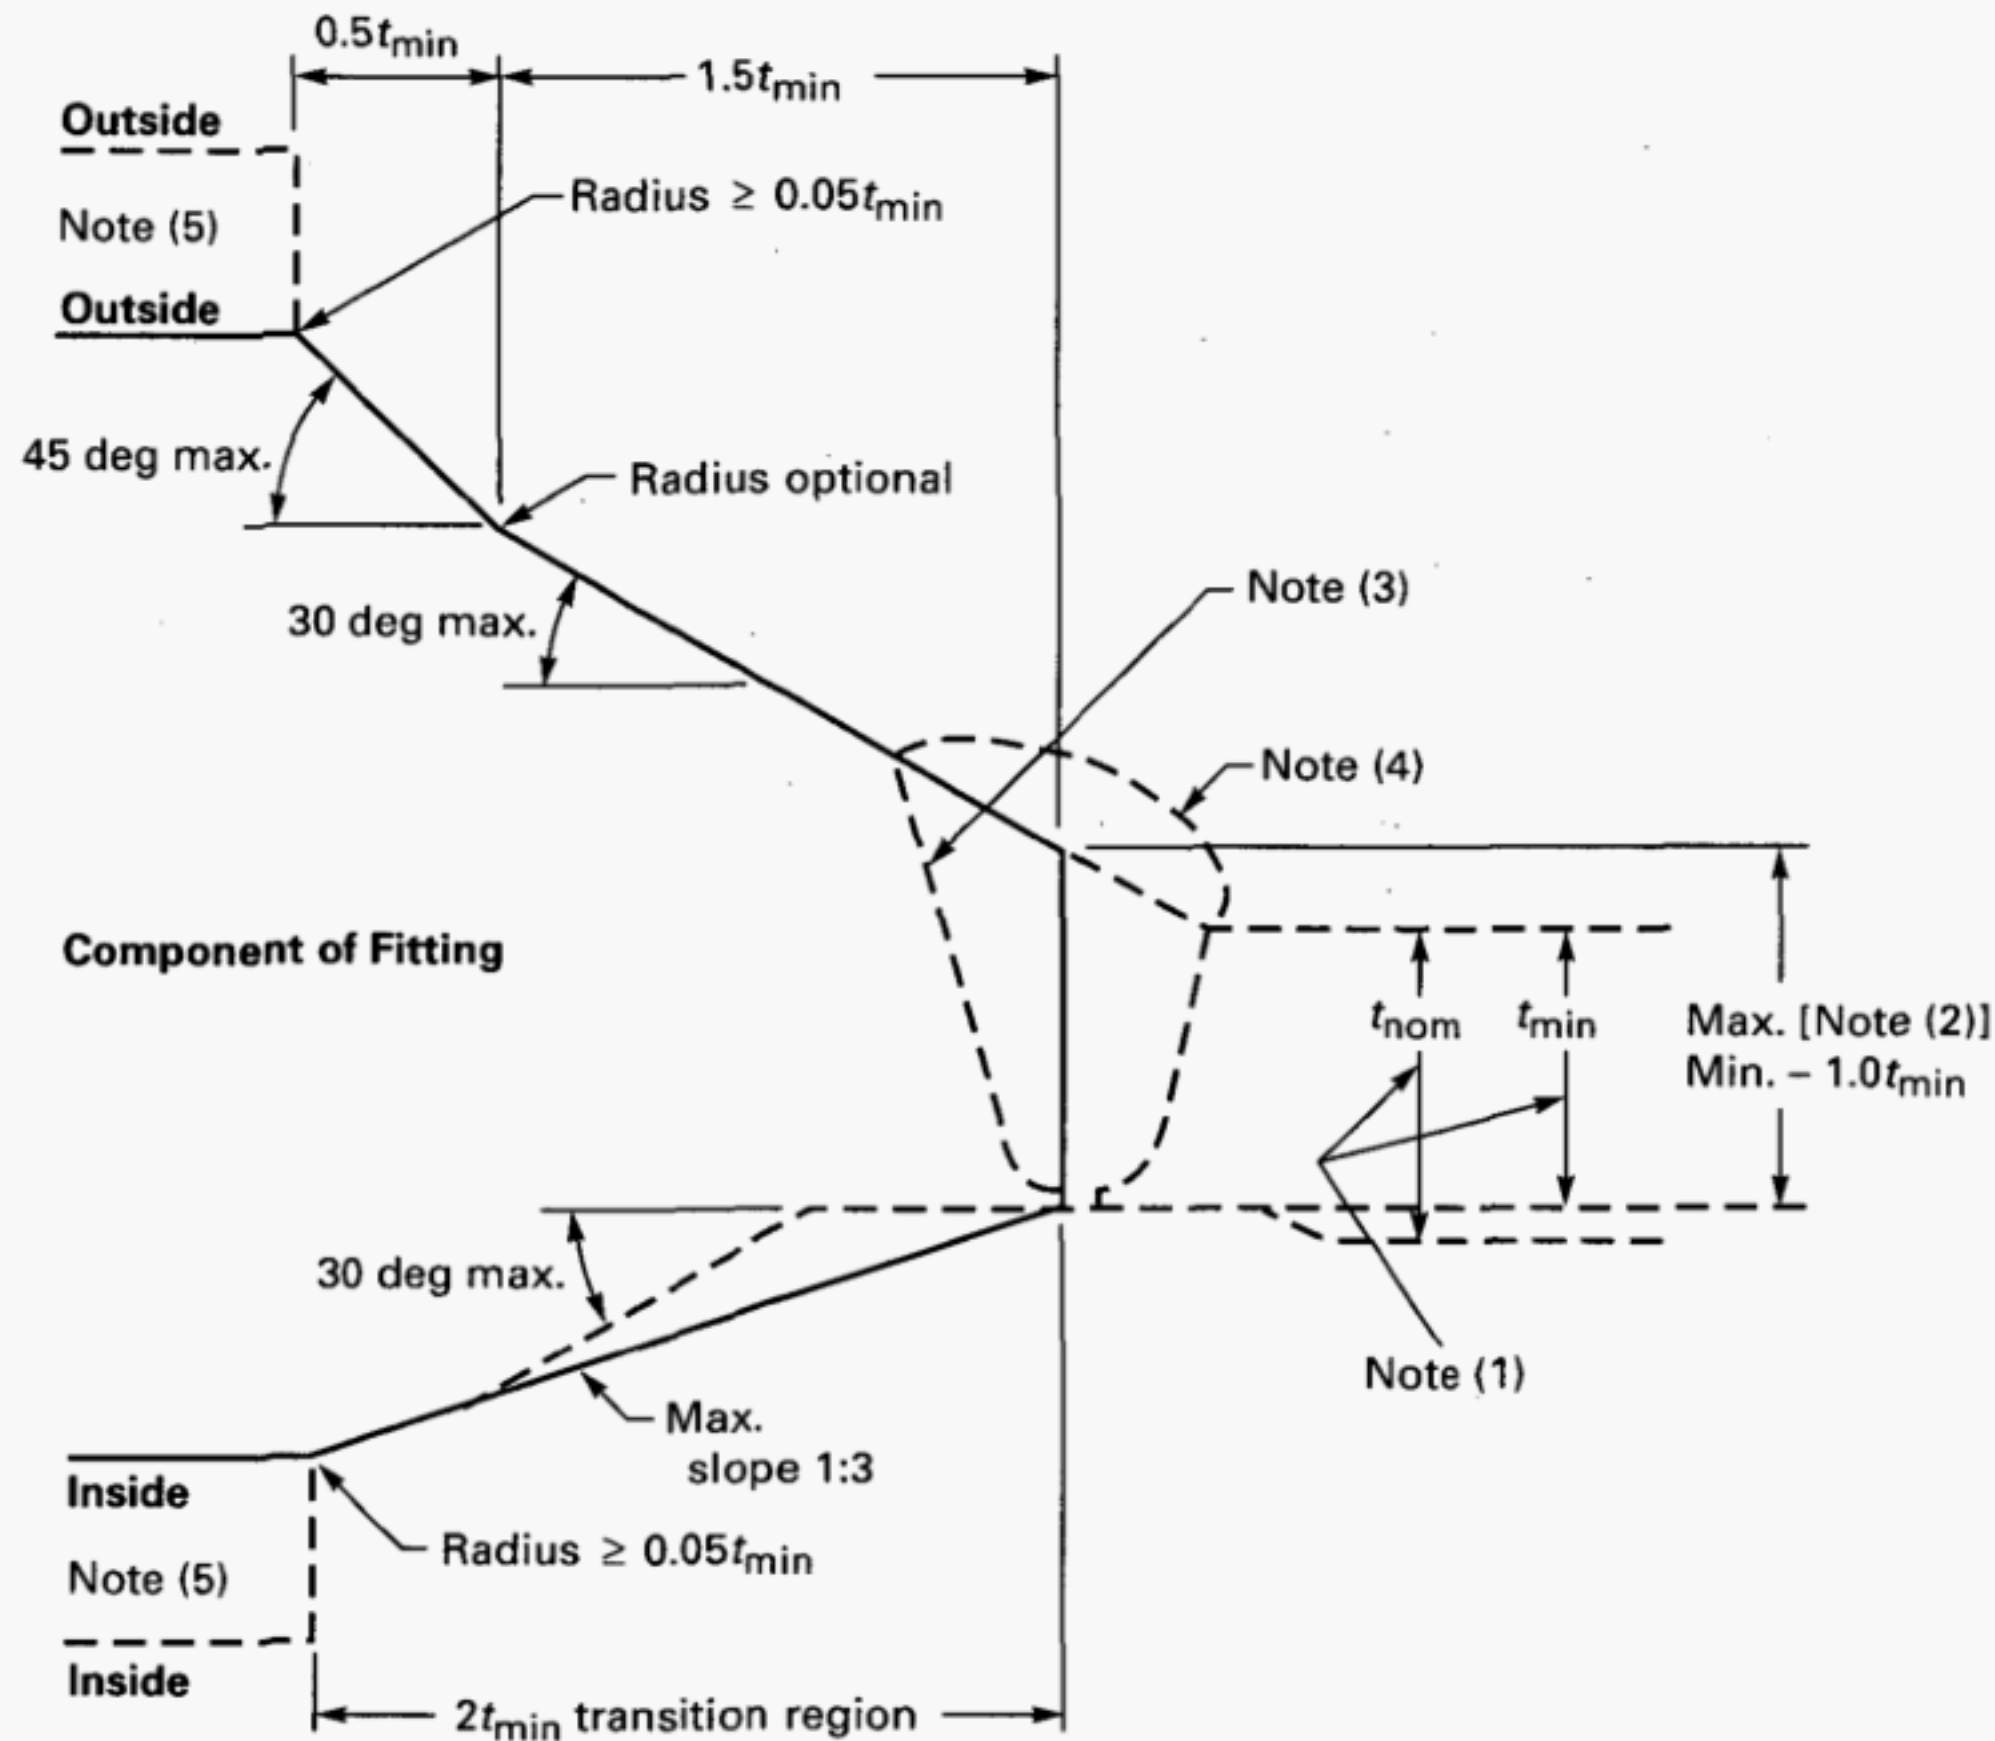 0.5tmin
1.5tmin
Outside
Note (5)
Radius ≥ 0.05tmin
Outside
45 deg max.
Radius optional
30 deg max.
Note (3)
Note (4)
Component of Fitting
tnom
tmin
Max. [Note (2)]
Min. – 1.0tmin
30 deg max.
Note (1)
Max.
slope 1:3
Inside
Radius ≥ 0.05tmin
Note (5)
Inside
2tmin transition region